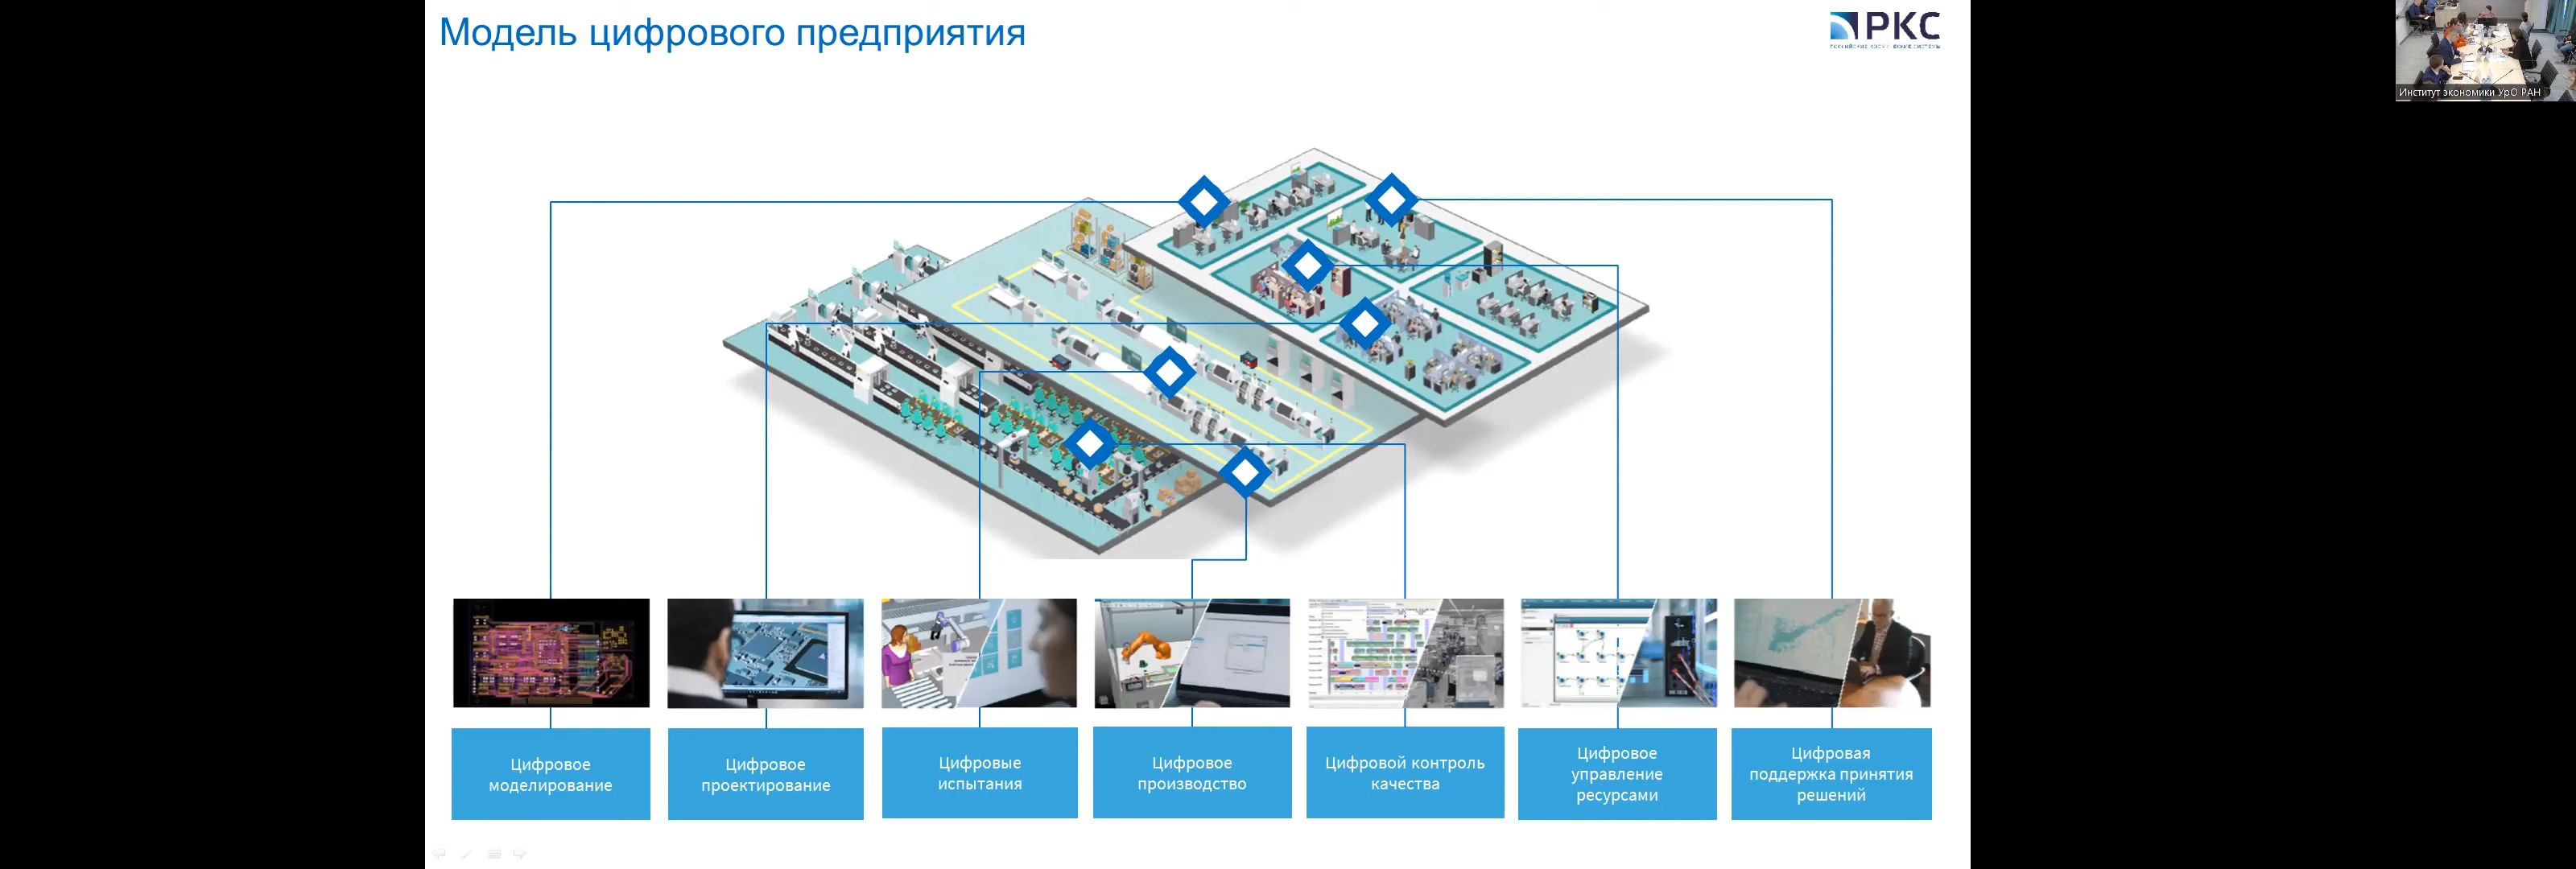 Модель цифрового предприятия
РКС
Институт экономики УрО РАН
Цифровое
моделирование
Цифровое
проектирование
Цифровые
испытания
Цифровое
производство
Цифровой контроль
качества
Цифровое
управление
ресурсами
Цифровая
поддержка принятия
решений